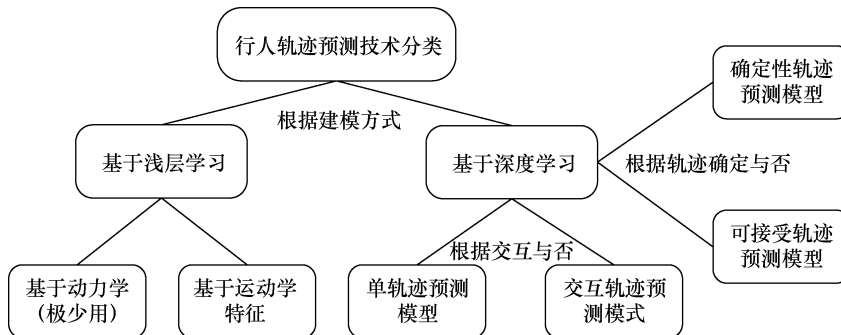 行人轨迹预测技术分类
确定性轨迹
预测模型
根据建模方式
基于浅层学习
基于深度学习
根据轨迹确定与否
可接受轨迹
预测模型
根据交互与否
基于动力学
(极少用)
基于运动学
特征
单轨迹预测
模型
交互轨迹预
测模式